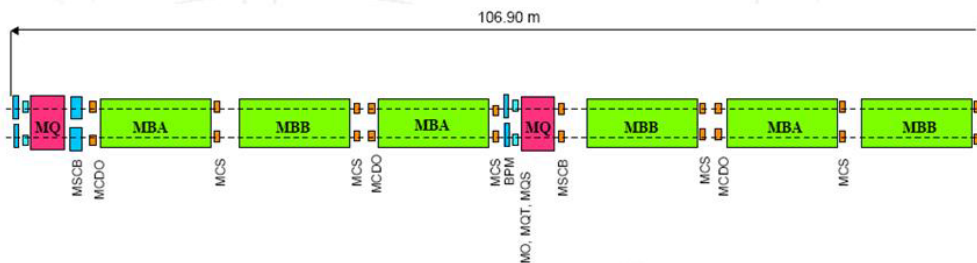 106.90 m
MQ
MBA
MBB
MBA
MQ
MBB
MBA
MBB
MSCB
MCDO
MCS
MCS
MCDO
MCS
BPM
MO, MQT, MQS
MSCB
MCS
MCDO
MCS